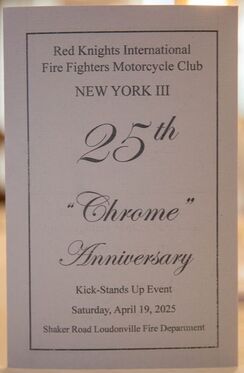 Red Knights International
Fire Fighters Motorcycle Club
NEW YORK III
25th
"Chrome"
Anniversary
Kick-Stands Up Event
Saturday, April 19, 2025
Shaker Road Loudonville Fire Department